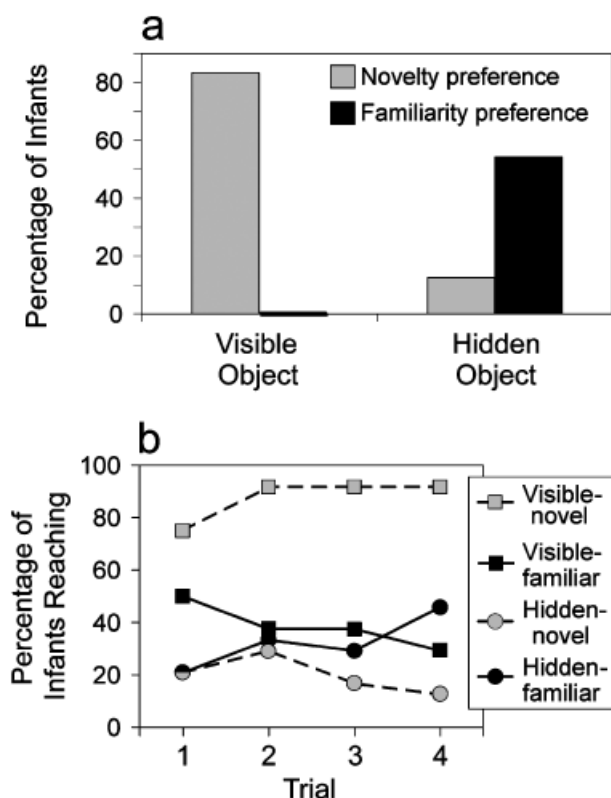 a
Percentage of Infants
80
60
40
20
0
Novelty preference
Familiarity preference
Visible
Object
Hidden
Object
b
Percentage of
Infants Reaching
100
80
60
40
20
0
1 2 3 4
Trial
Visible-
novel
Visible-
familiar
Hidden-
novel
Hidden-
familiar